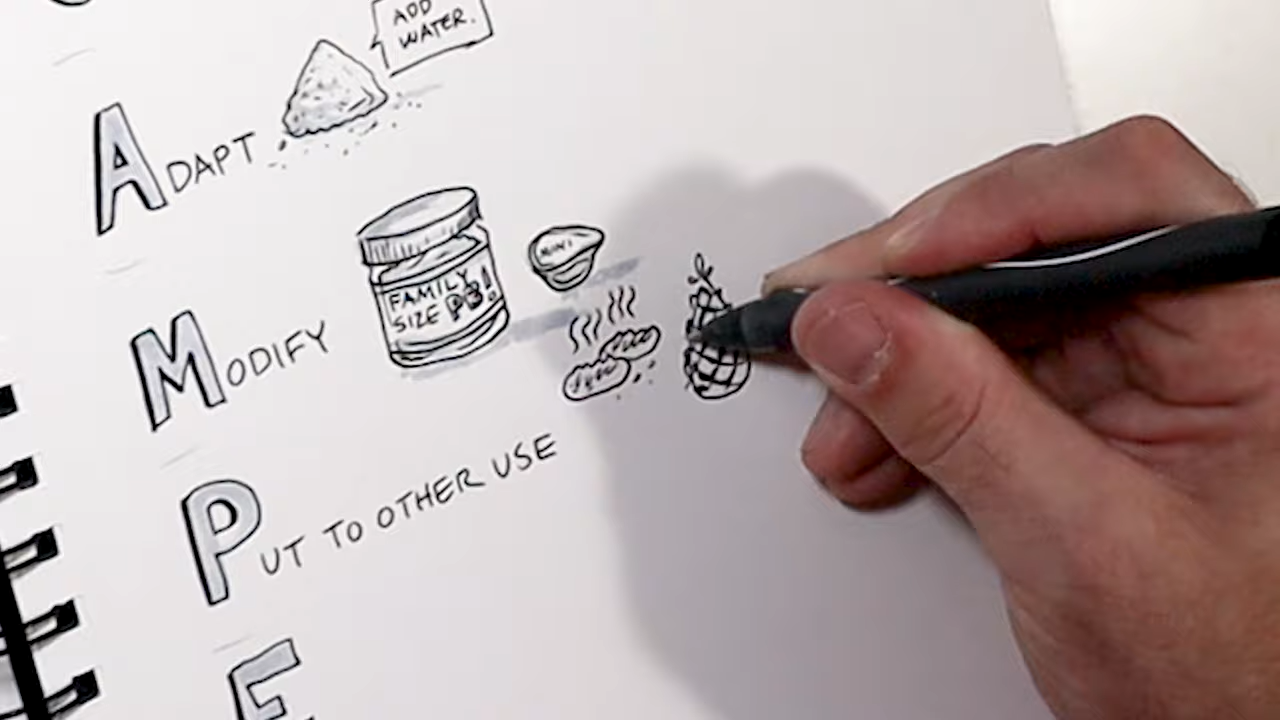 ADD
WATER.
ADAPT
FAMILY
SIZE PB!
MINI
MODIFY
PUT TO OTHER USE
E